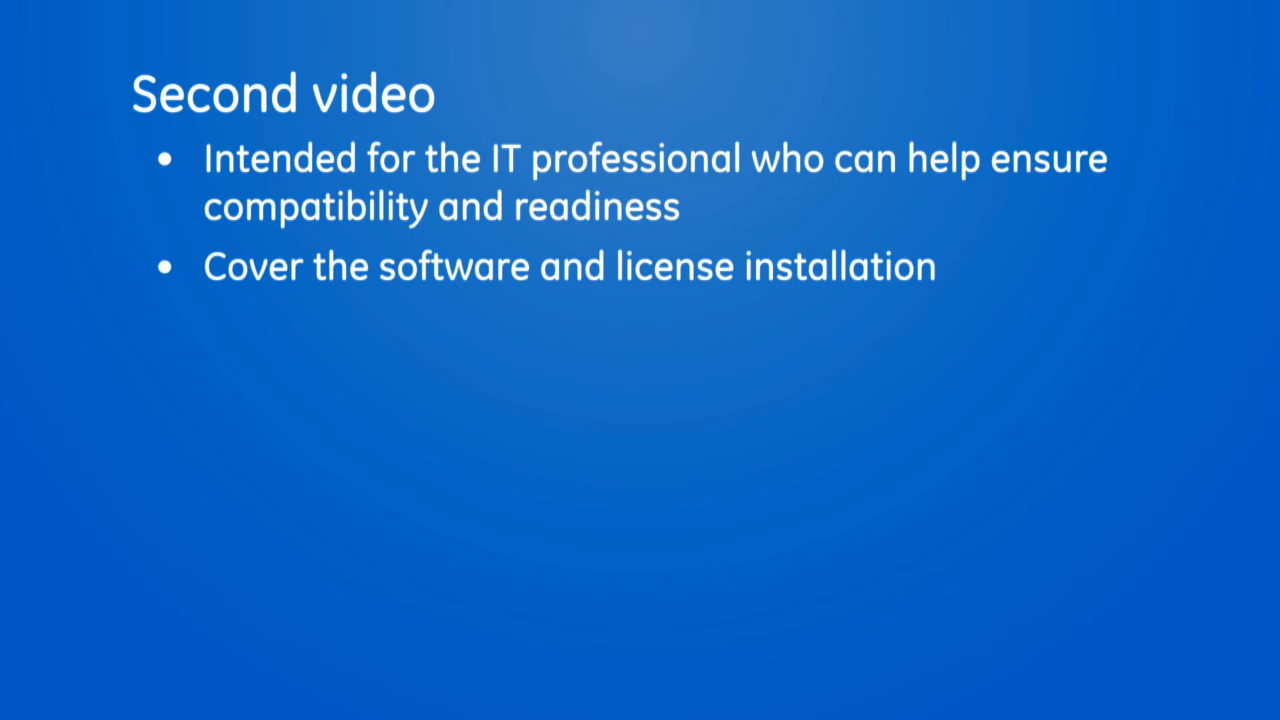 Second video
• Intended for the IT professional who can help ensure
compatibility and readiness
• Cover the software and license installation